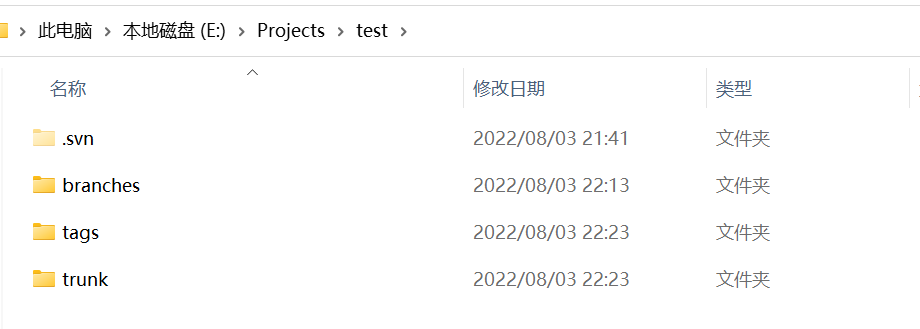 此电脑 > 本地磁盘 (E:) > Projects > test >
名称 修改日期 类型
.svn 2022/08/03 21:41 文件夹
branches 2022/08/03 22:13 文件夹
tags 2022/08/03 22:23 文件夹
trunk 2022/08/03 22:23 文件夹